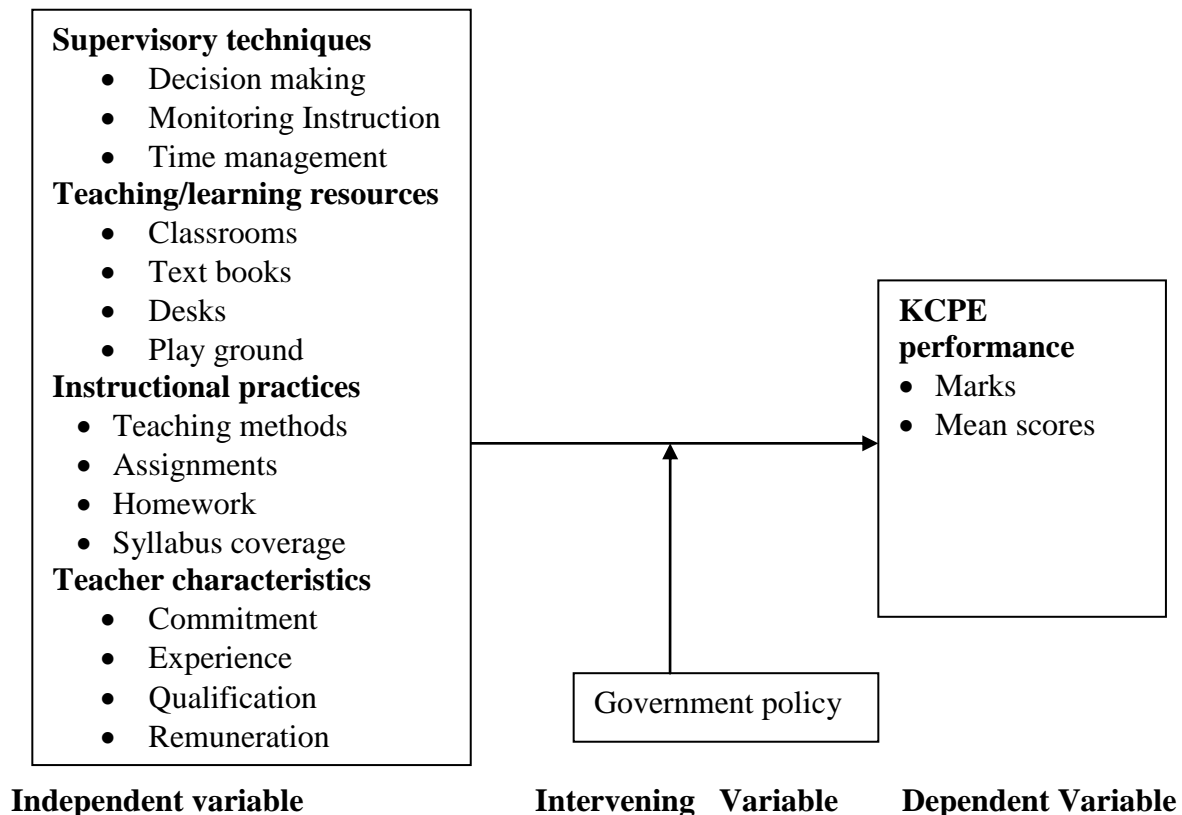 Supervisory techniques
• Decision making
• Monitoring Instruction
• Time management
Teaching/learning resources
• Classrooms
• Text books
• Desks
• Play ground
Instructional practices
• Teaching methods
• Assignments
• Homework
• Syllabus coverage
Teacher characteristics
• Commitment
• Experience
• Qualification
• Remuneration
KCPE
performance
• Marks
• Mean scores
Government policy
Independent variable
Intervening Variable
Dependent Variable